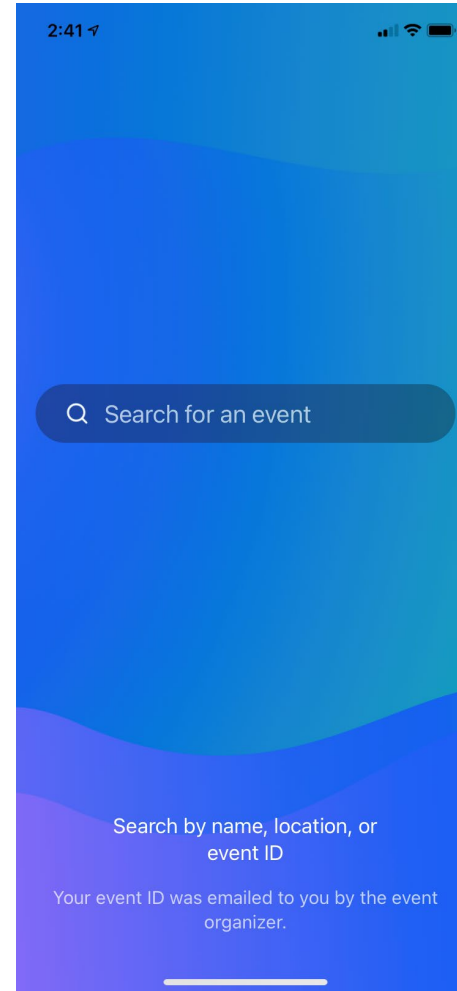 2:41
Search for an event
Search by name, location, or
event ID
Your event ID was emailed to you by the event
organizer.